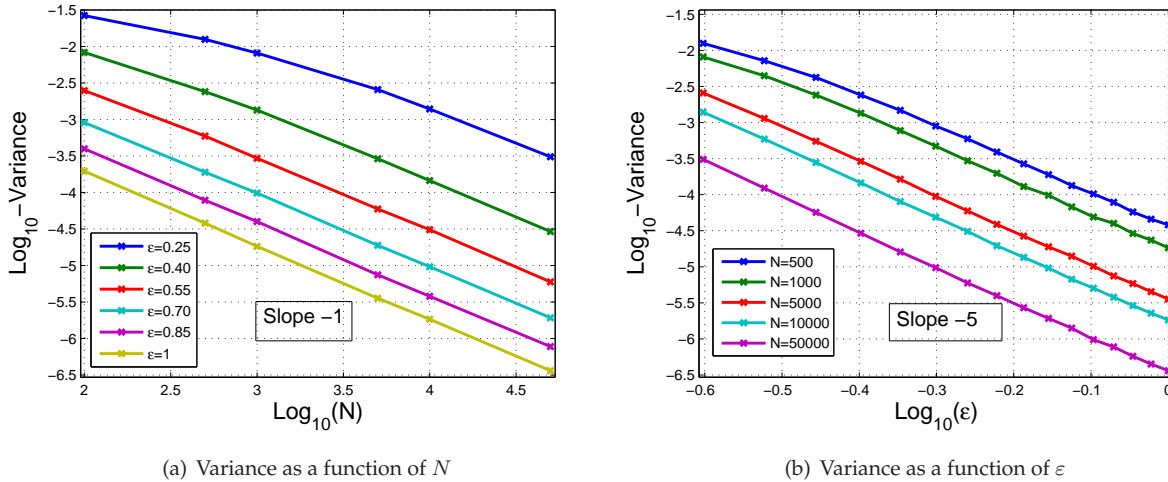 −1.5
−2
−2.5
−3
−3.5
−4
−4.5
−5
−5.5
−6
−6.5
Log10−Variance
2.0
2.5
3.0
3.5
4.0
4.5
Log10(N)
ε=0.25
ε=0.40
ε=0.55
ε=0.70
ε=0.85
ε=1
Slope −1
(a) Variance as a function of N
−1.5
−2
−2.5
−3
−3.5
−4
−4.5
−5
−5.5
−6
−6.5
Log10−Variance
−0.6
−0.5
−0.4
−0.3
−0.2
−0.1
0.
Log10(ε)
N=500
N=1000
N=5000
N=10000
N=50000
Slope −5
(b) Variance as a function of ε